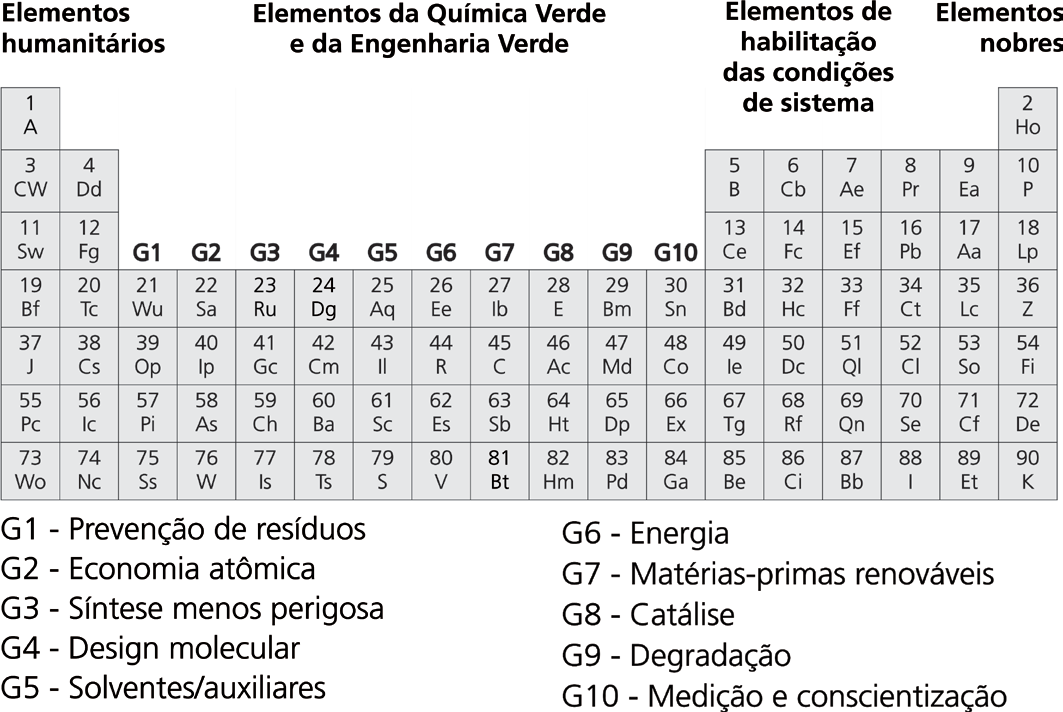 Elementos humanitários
Elementos da Química Verde e da Engenharia Verde
Elementos de habilitação das condições de sistema
Elementos nobres
1 2
A Ho
3 4 5 6 7 8 9 10
CW Dd B Cb Ae Pr Ea P
11 12 13 14 15 16 17 18
Sw Fg G1 G2 G3 G4 G5 G6 G7 G8 G9 G10 Ce Fc Ef Pb Aa Lp
19 20 21 22 23 24 25 26 27 28 29 30 31 32 33 34 35 36
Bf Tc Wu Sa Ru Dg Aq Ee Ib E Bm Sn Bd Hc Ff Ct Lc Z
37 38 39 40 41 42 43 44 45 46 47 48 49 50 51 52 53 54
J Cs Op Ip Gc Cm Il R C Ac Md Co Ie Dc Ql Cl So Fi
55 56 57 58 59 60 61 62 63 64 65 66 67 68 69 70 71 72
Pc Ic Pi As Ch Ba Sc Es Sb Ht Dp Ex Tg Rf Qn Se Cf De
73 74 75 76 77 78 79 80 81 82 83 84 85 86 87 88 89 90
Wo Nc Ss W Is Ts S V Bt Hm Pd Ga Be Ci Bb I Et K
G1 - Prevenção de resíduos
G2 - Economia atômica
G3 - Síntese menos perigosa
G4 - Design molecular
G5 - Solventes/auxiliares
G6 - Energia
G7 - Matérias-primas renováveis
G8 - Catálise
G9 - Degradação
G10 - Medição e conscientização